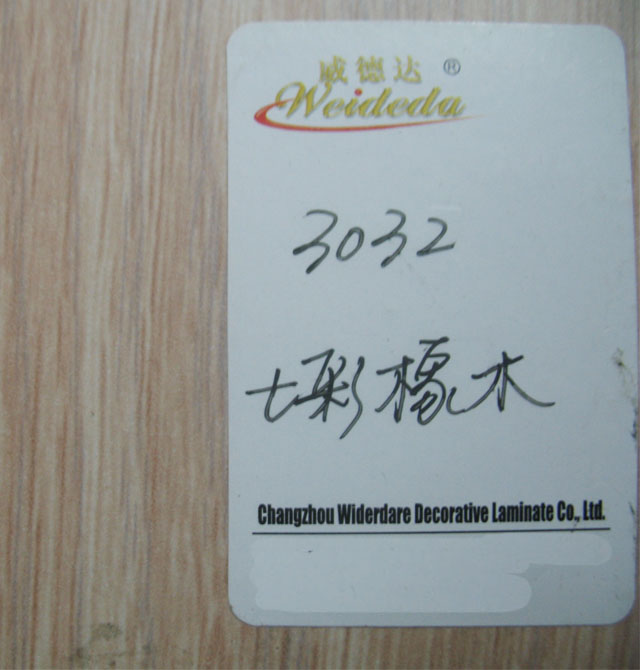 威德达 ®
Weideda
3032
七彩橡木
Changzhou Widerdare Decorative Laminate Co., Ltd.